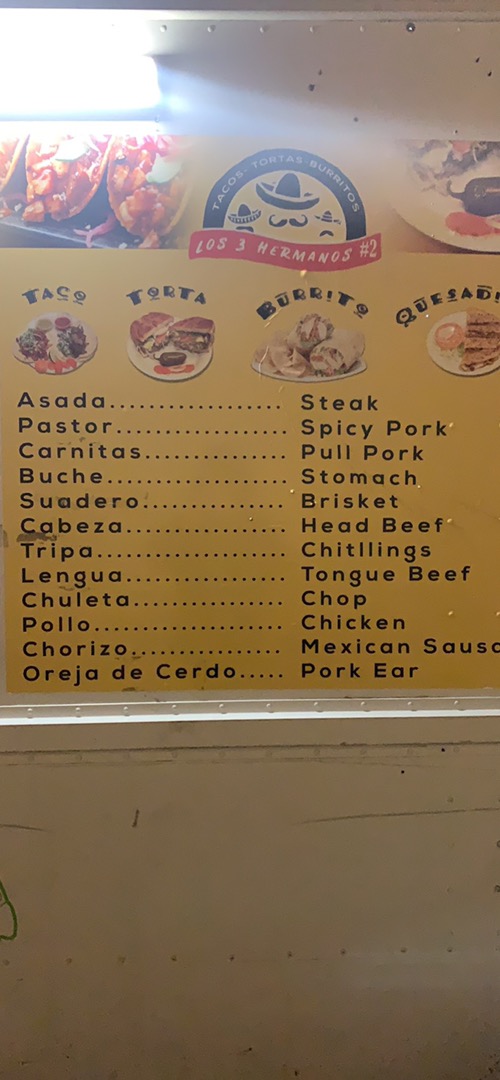 TACOS·TORTAS·BURRITOS
LOS 3 HERMANOS #2
TACO TORTA BURRITO
Asada.................. Steak
Pastor.................. Spicy Pork
Carnitas............... Pull Pork
Buche................... Stomach
Suadero............... Brisket
Cabeza................. Head Beef
Tripa.................... Chitllings
Lengua................. Tongue Beef
Chuleta................ Chop
Pollo.................... Chicken
Chorizo................ Mexican
Oreja de Cerdo..... Pork Ear